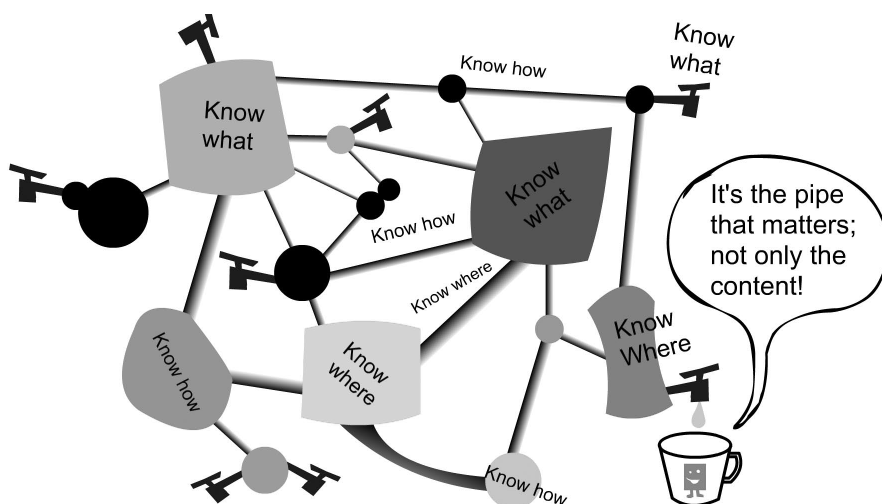 Know how
Know
what
Know
what
Know
what
It's the pipe
that matters;
not only the
content!
Know how
Know where
Know
Where
Know how
Know
where
Know how